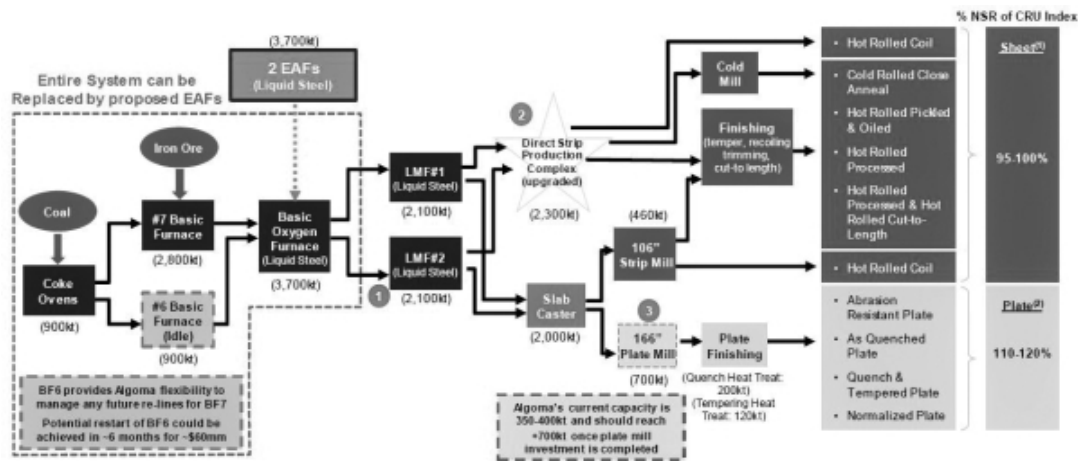 % NSR of CRU Index
(3,700kt)
2 EAFs
(Liquid Steel)
Entire System can be
Replaced by proposed EAFs
Iron Ore
Coal
#7 Basic
Furnace
(2,800kt)
Coke
Ovens
(900kt)
#6 Basic
Furnace
(Idle)
(900kt)
Basic
Oxygen
Furnace
(Liquid Steel)
(3,700kt)
BF6 provides Algoma flexibility to
manage any future re-lines for BF7
Potential restart of BF6 could be
achieved in ~6 months for ~$60mm
1
LMF#1
(Liquid Steel)
(2,100kt)
LMF#2
(Liquid Steel)
(2,100kt)
2
Direct Strip
Production
Complex
(upgraded)
(2,300kt)
Slab
Caster
(2,000kt)
Cold
Mill
Finishing
(temper, recoiling
trimming,
cut-to length)
(460kt)
106"
Strip Mill
3
166"
Plate Mill
(700kt)
Plate
Finishing
(Quench Heat Treat:
200kt)
(Tempering Heat
Treat: 120kt)
Algoma's current capacity is
350-400kt and should reach
+700kt once plate mill
investment is completed
• Hot Rolled Coil
• Cold Rolled Close
Anneal
• Hot Rolled Pickled
& Oiled
• Hot Rolled
Processed
• Hot Rolled
Processed & Hot
Rolled Cut-to-
Length
• Hot Rolled Coil
• Abrasion
Resistant Plate
• As Quenched
Plate
• Quench &
Tempered Plate
• Normalized Plate
Sheet(1)
95-100%
Plate(2)
110-120%